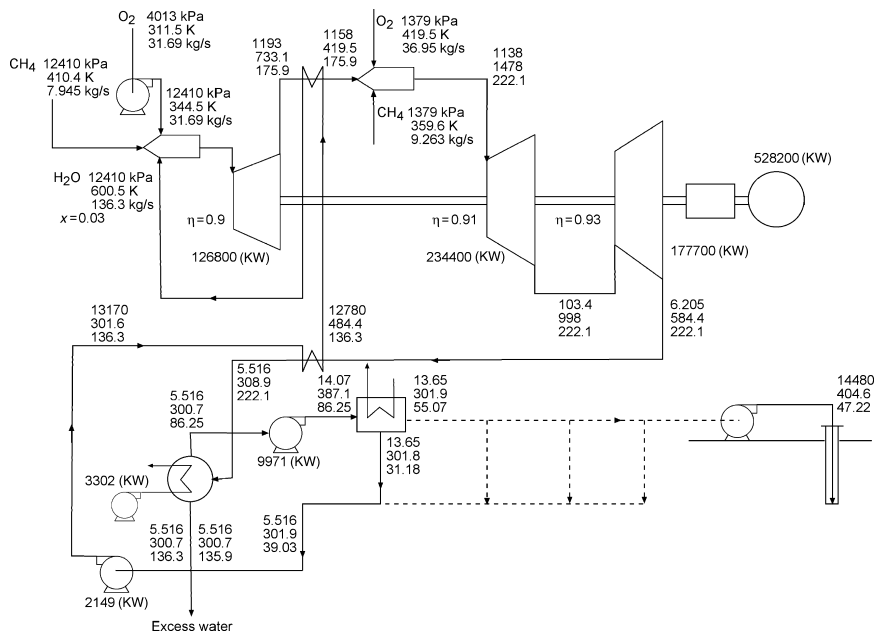 O2 4013 kPa
311.5 K
31.69 kg/s
CH4 12410 kPa
410.4 K
7.945 kg/s
12410 kPa
344.5 K
31.69 kg/s
H2O 12410 kPa
600.5 K
136.3 kg/s
x=0.03
1193
733.1
175.9
1158
419.5
175.9
O2 1379 kPa
419.5 K
36.95 kg/s
CH4 1379 kPa
359.6 K
9.263 kg/s
1138
1478
222.1
528200 (KW)
η=0.9
η=0.91
η=0.93
126800 (KW)
234400 (KW)
177700 (KW)
103.4
998
222.1
6.205
584.4
222.1
13170
301.6
136.3
12780
484.4
136.3
5.516
308.9
222.1
5.516
300.7
86.25
14.07
387.1
86.25
13.65
301.9
55.07
14480
404.6
47.22
9971 (KW)
13.65
301.8
31.18
3302 (KW)
5.516
300.7
136.3
5.516
300.7
135.9
5.516
301.9
39.03
2149 (KW)
Excess water